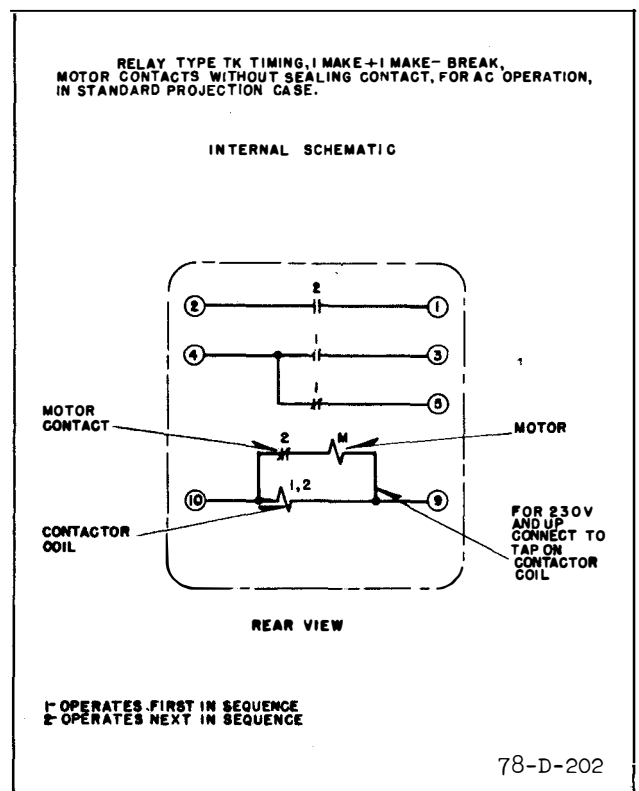 RELAY TYPE TK TIMING, I MAKE + I MAKE- BREAK,
MOTOR CONTACTS WITHOUT SEALING CONTACT, FOR AC OPERATION,
IN STANDARD PROJECTION CASE.
INTERNAL SCHEMATIC
2
2
1
1
4
3
1
5
MOTOR
CONTACT
2
M
MOTOR
1,2
10
9
CONTACTOR
COIL
FOR 230V
AND UP
CONNECT TO
TAP ON
CONTACTOR
COIL
REAR VIEW
1- OPERATES FIRST IN SEQUENCE
2- OPERATES NEXT IN SEQUENCE
78-D-202